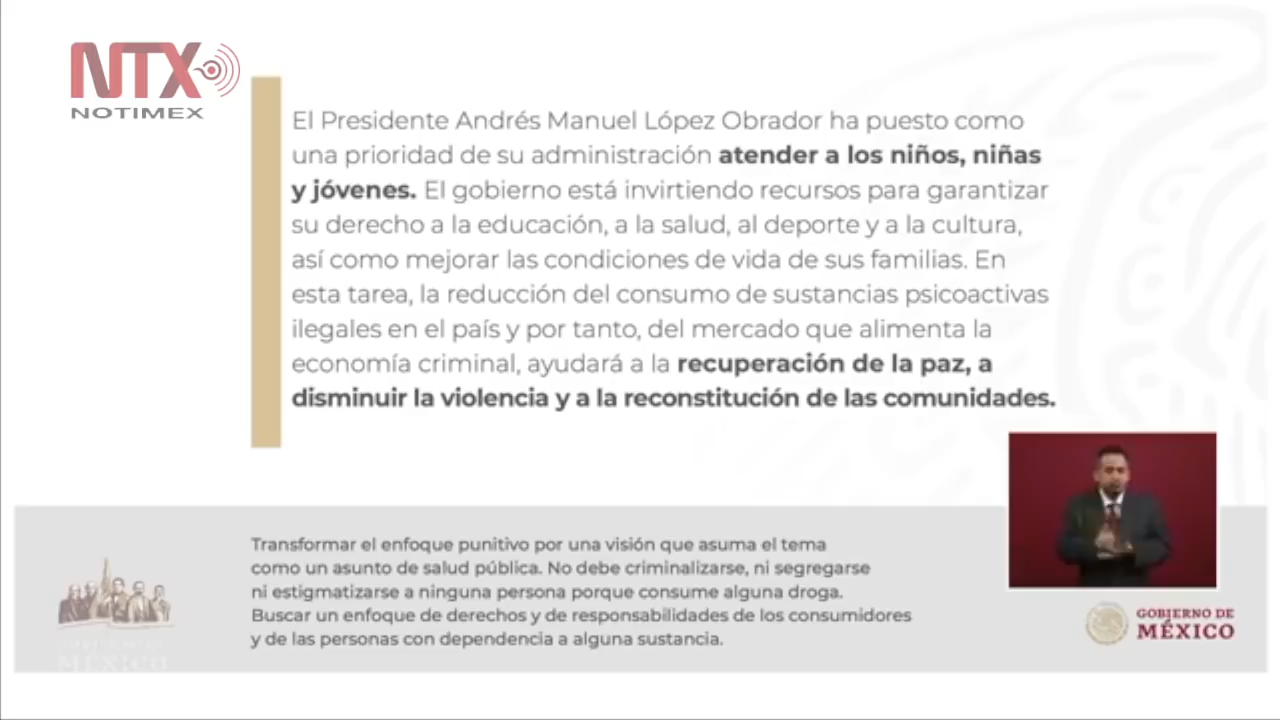 NTX
NOTIMEX
El Presidente Andrés Manuel López Obrador ha puesto como
una prioridad de su administración atender a los niños, niñas
y jóvenes. El gobierno está invirtiendo recursos para garantizar
su derecho a la educación, a la salud, al deporte y a la cultura,
así como mejorar las condiciones de vida de sus familias. En
esta tarea, la reducción del consumo de sustancias psicoactivas
ilegales en el país y por tanto, del mercado que alimenta la
economía criminal, ayudará a la recuperación de la paz, a
disminuir la violencia y a la reconstitución de las comunidades.
Transformar el enfoque punitivo por una visión que asuma el tema
como un asunto de salud pública. No debe criminalizarse, ni segregarse
ni estigmatizarse a ninguna persona porque consume alguna droga.
Buscar un enfoque de derechos y de responsabilidades de los consumidores
y de las personas con dependencia a alguna sustancia.
MÉXICO
GOBIERNO DE
MÉXICO